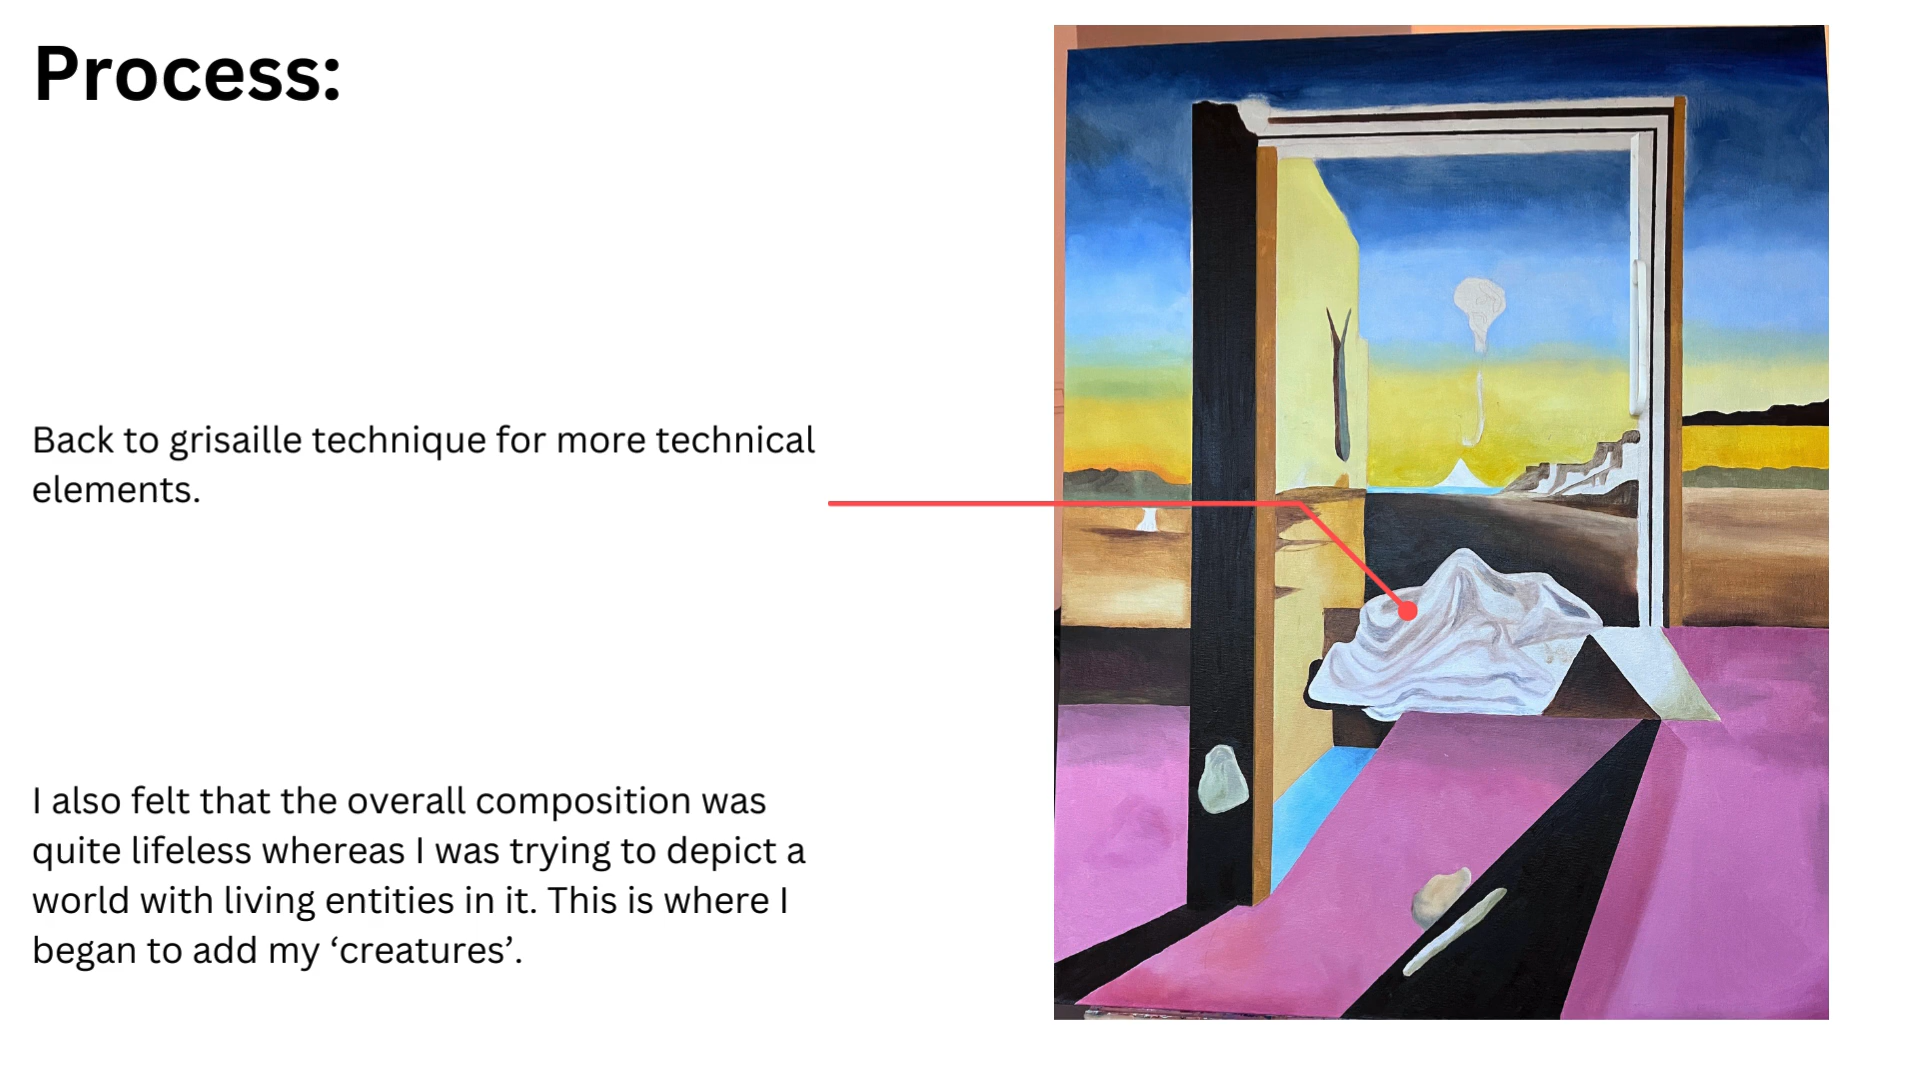 Process:
Back to grisaille technique for more technical
elements.
I also felt that the overall composition was
quite lifeless whereas I was trying to depict a
world with living entities in it. This is where I
began to add my ‘creatures’.